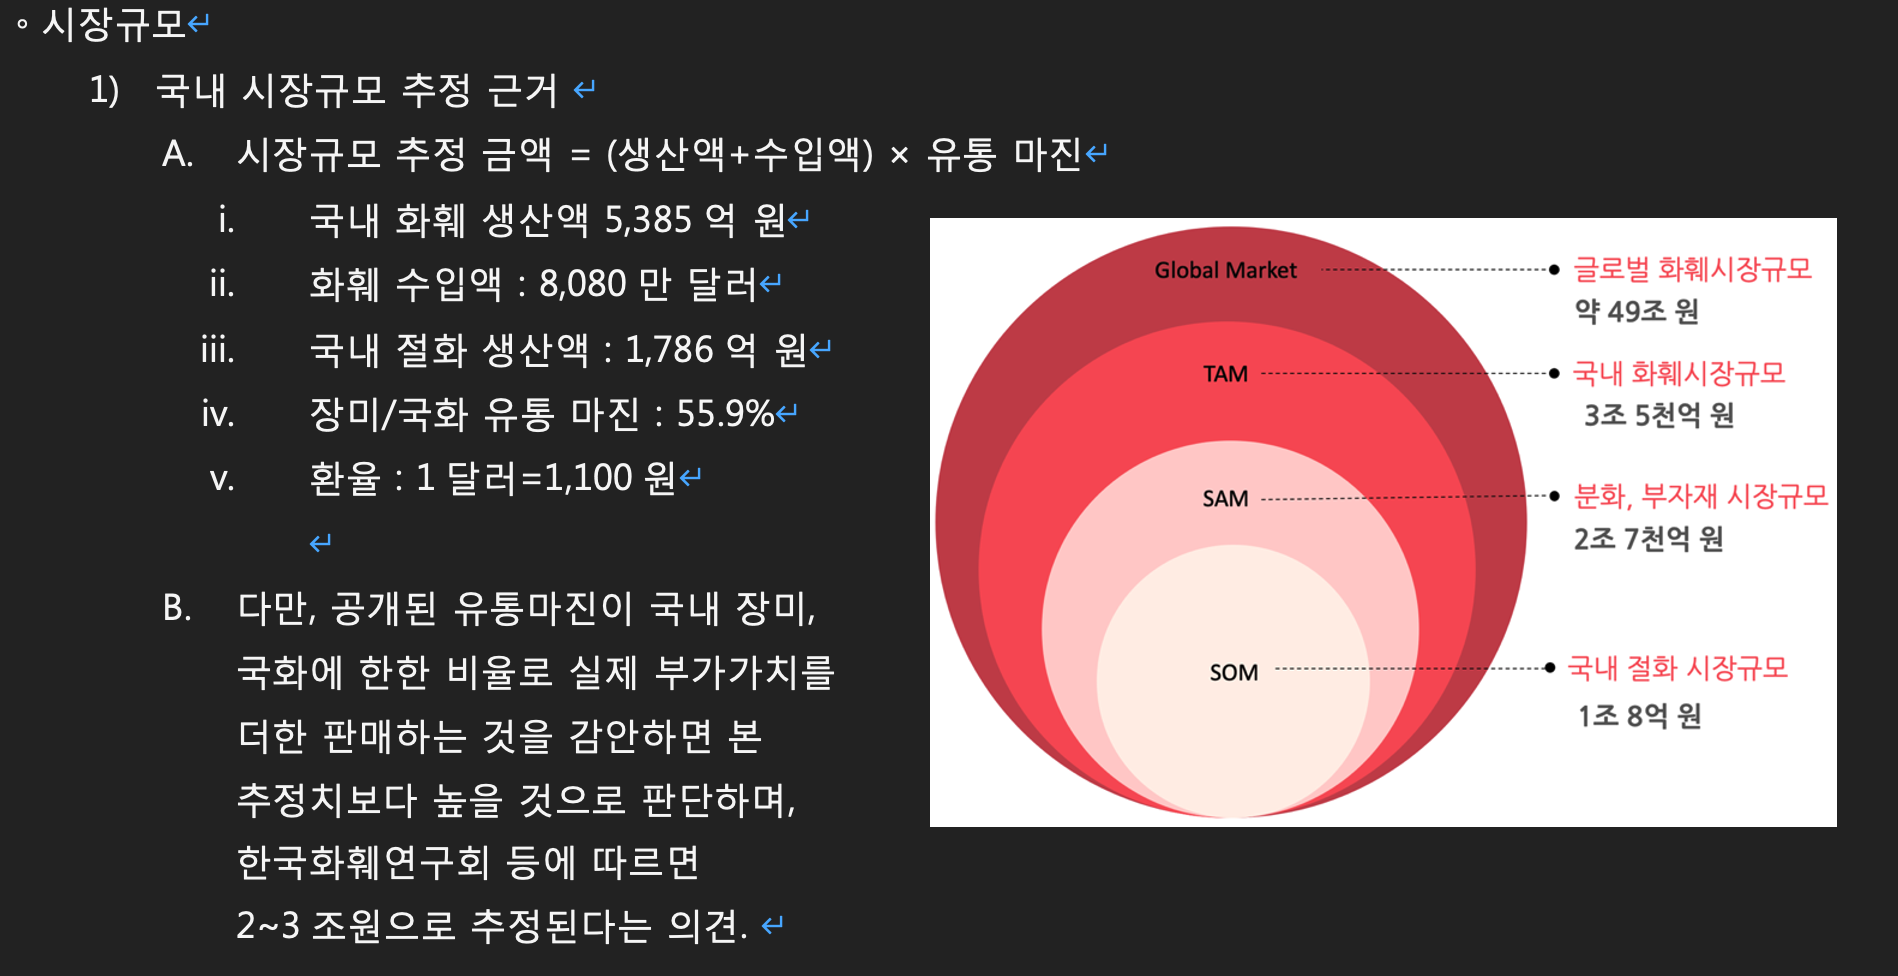 ◦ 시장규모↵
1) 국내 시장규모 추정 근거 ↵
A. 시장규모 추정 금액 = (생산액+수입액) × 유통 마진↵
i. 국내 화훼 생산액 5,385 억 원↵
ii. 화훼 수입액 : 8,080 만 달러↵
iii. 국내 절화 생산액 : 1,786 억 원↵
iv. 장미/국화 유통 마진 : 55.9%↵
v. 환율 : 1 달러=1,100 원↵
↵
B. 다만, 공개된 유통마진이 국내 장미,
국화에 한한 비율로 실제 부가가치를
더한 판매하는 것을 감안하면 본
추정치보다 높을 것으로 판단하며,
한국화훼연구회 등에 따르면
2~3 조원으로 추정된다는 의견. ↵
Global Market
글로벌 화훼시장규모
약 49조 원
TAM
국내 화훼시장규모
3조 5천억 원
SAM
분화, 부자재 시장규모
2조 7천억 원
SOM
국내 절화 시장규모
1조 8억 원